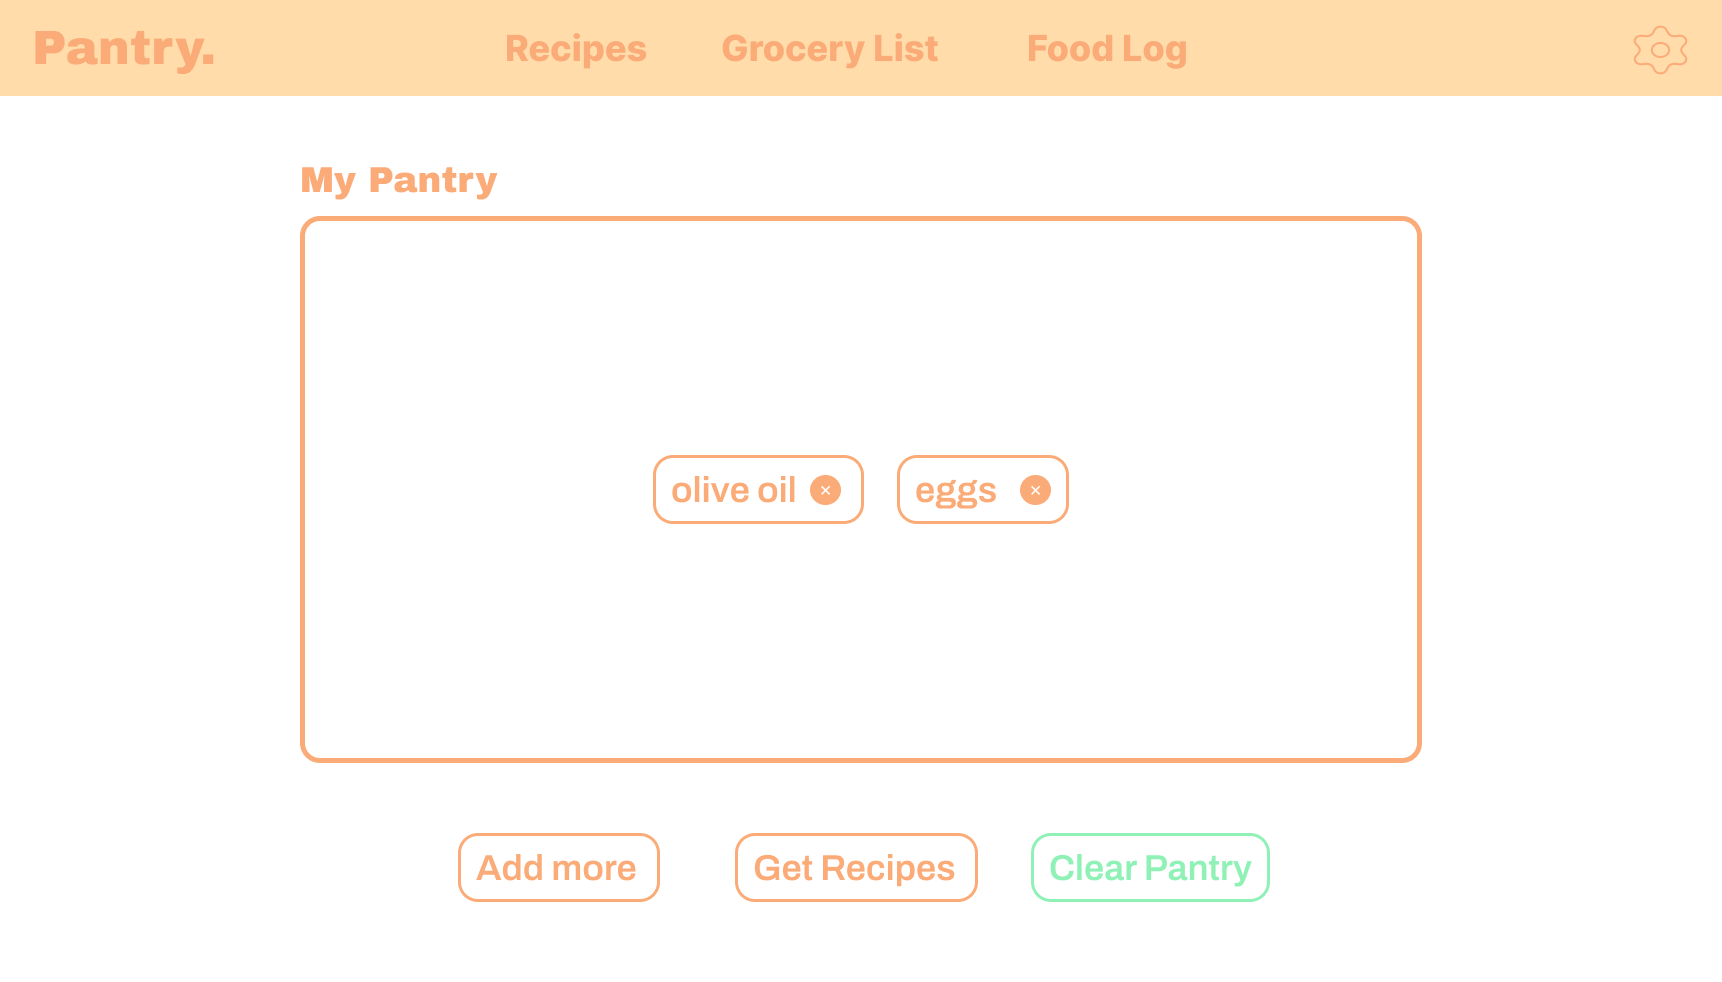 Pantry.
Recipes
Grocery List
Food Log
My Pantry
olive oil
eggs
Add more
Get Recipes
Clear Pantry